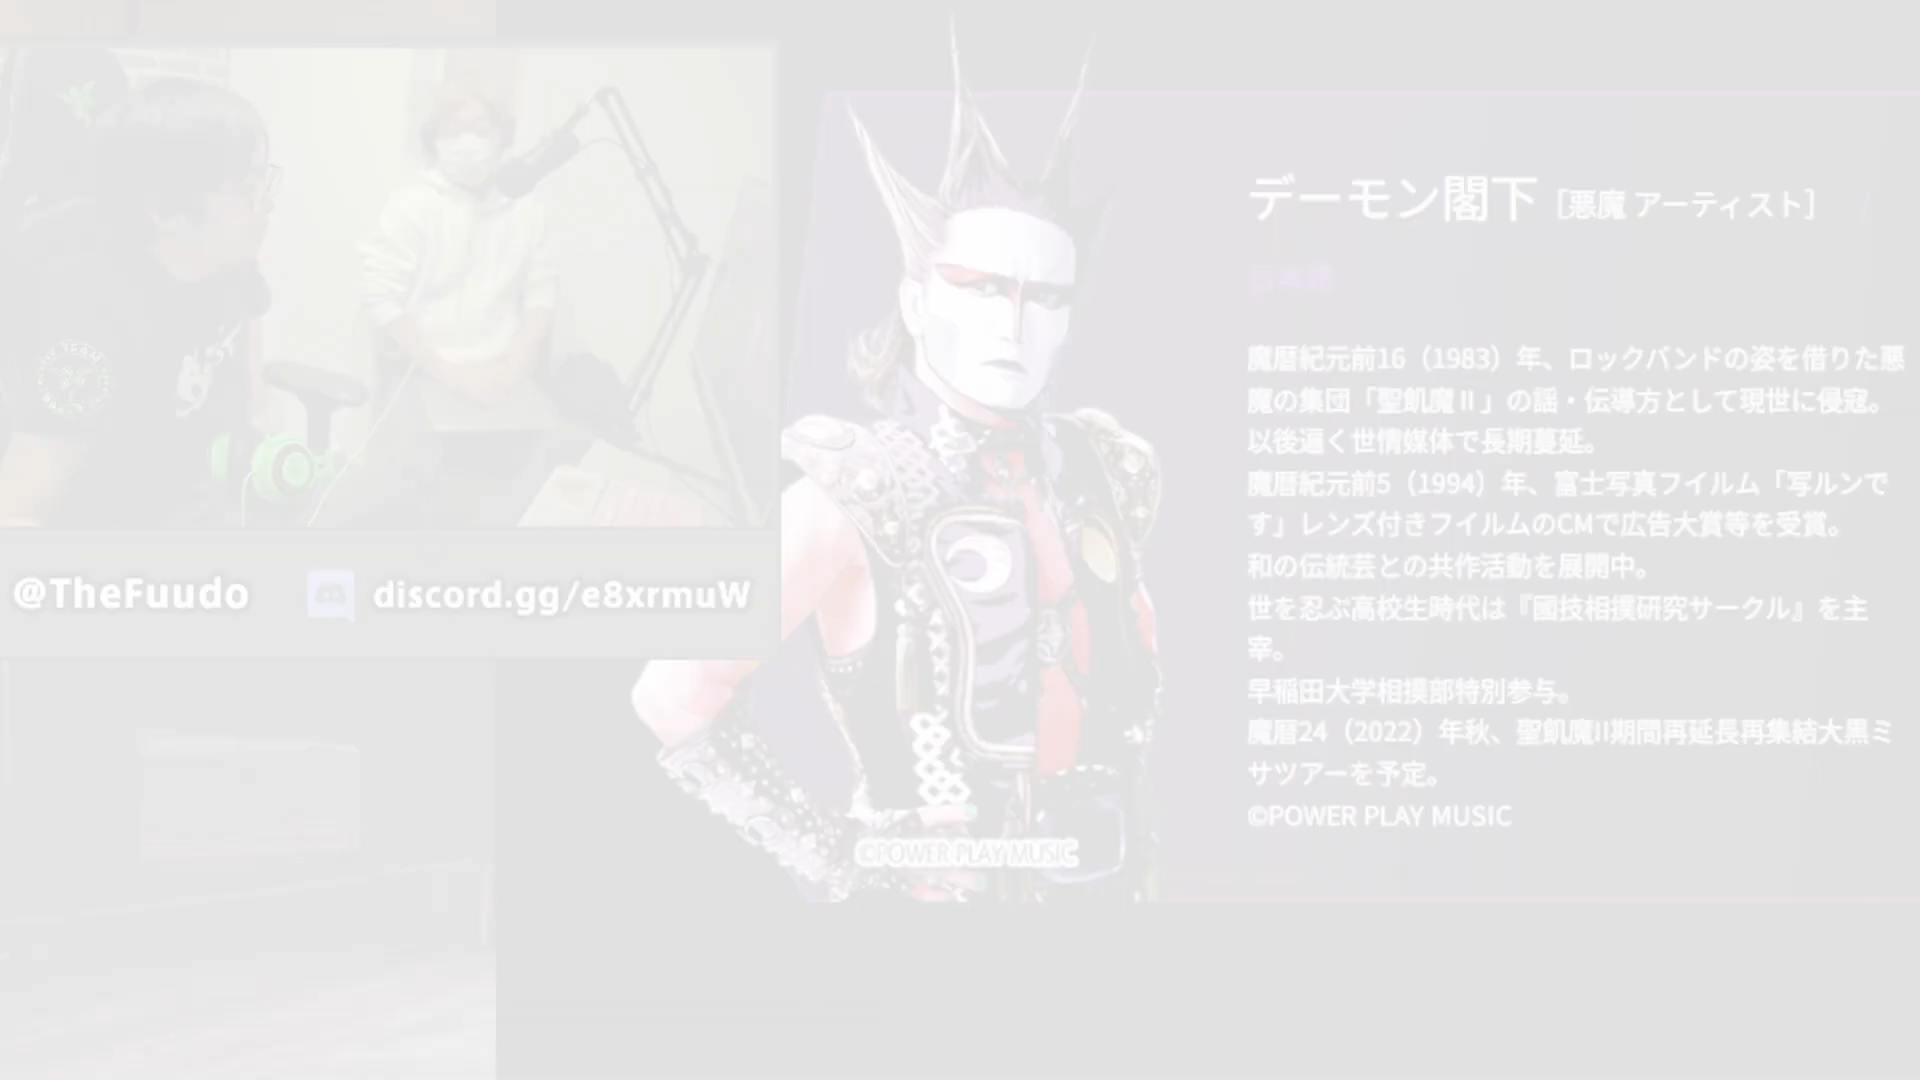 @TheFuudo
discord.gg/e8xrmuW
デーモン閣下［悪魔 アーティスト］
魔暦紀元前16（1983）年、ロックバンドの姿を借りた悪
魔の集団「聖飢魔Ⅱ」の謡・伝導方として現世に侵寇。
以後遍く世情媒体で長期蔓延。
魔暦紀元前5（1994）年、富士写真フイルム「写ルンで
す」レンズ付きフイルムのCMで広告大賞等を受賞。
和の伝統芸との共作活動を展開中。
世を忍ぶ高校生時代は『國技相撲研究サークル』を主
宰。
早稲田大学相撲部特別参与。
魔暦24（2022）年秋、聖飢魔II期間再延長再集結大黒ミ
サツアーを予定。
©POWER PLAY MUSIC
©POWER PLAY MUSIC